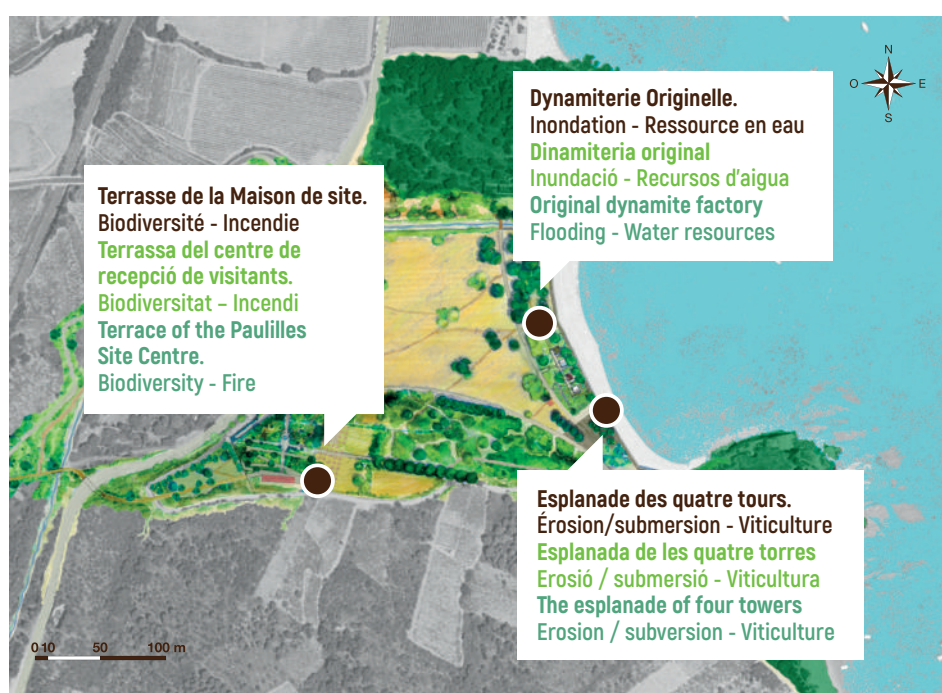 N
O
E
S
Dynamiterie Originelle.
Inondation - Ressource en eau
Dinamiteria original
Inundació - Recursos d'aigua
Original dynamite factory
Flooding - Water resources
Terrasse de la Maison de site.
Biodiversité - Incendie
Terrassa del centre de
recepció de visitants.
Biodiversitat – Incendi
Terrace of the Paulilles
Site Centre.
Biodiversity - Fire
Esplanade des quatre tours.
Érosion/submersion - Viticulture
Esplanada de les quatre torres
Erosió / submersió - Viticultura
The esplanade of four towers
Erosion / subversion - Viticulture
0 10 50 100 m